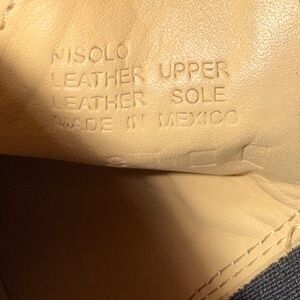 NISOLO
LEATHER UPPER
LEATHER SOLE
MADE IN MEXICO